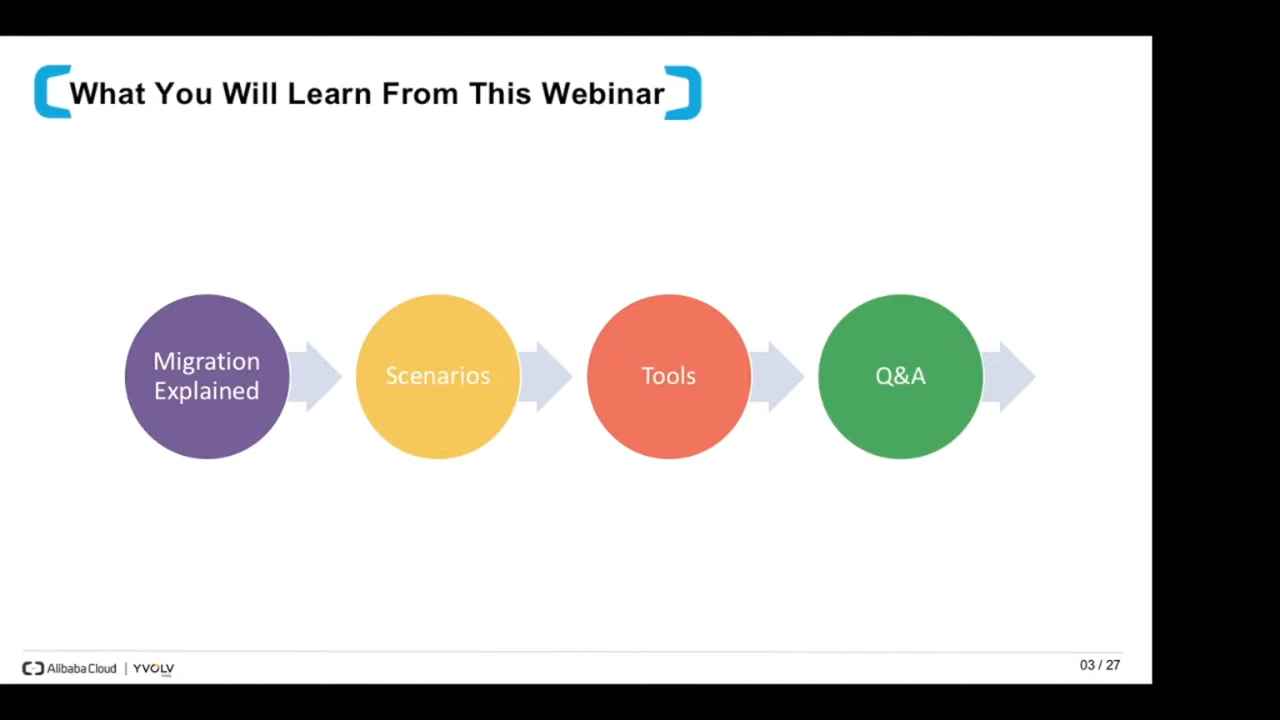 What You Will Learn From This Webinar
Migration
Explained
Scenarios
Tools
Q&A
Alibaba Cloud | YVOLV
03 / 27